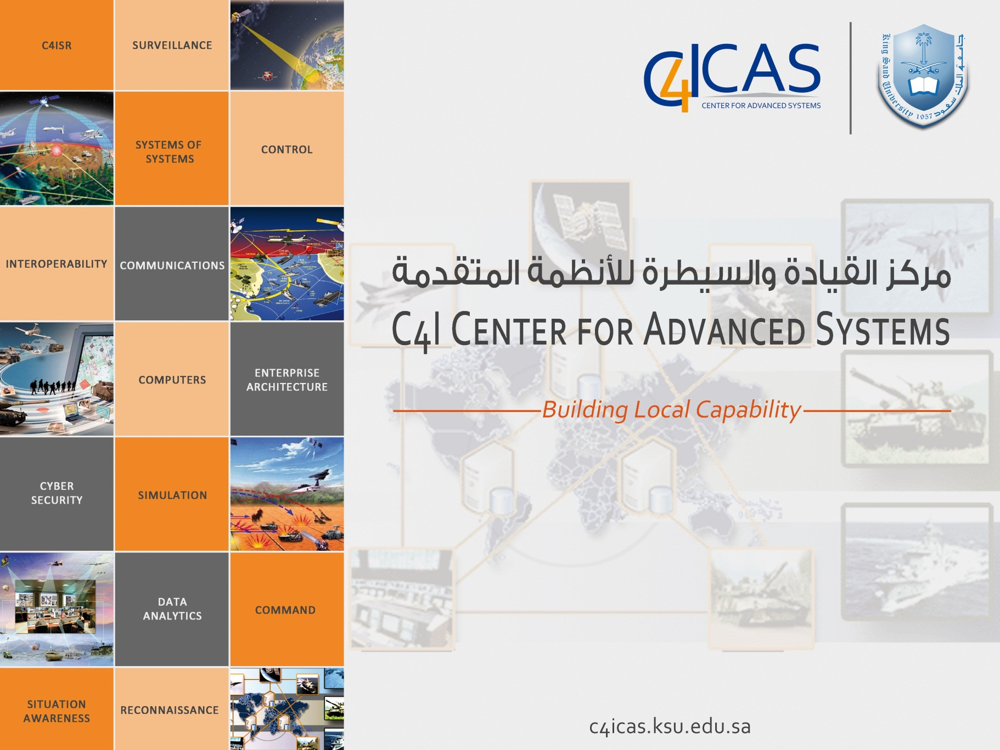 C4ISR
SURVEILLANCE
SYSTEMS OF
SYSTEMS
CONTROL
INTEROPERABILITY
COMMUNICATIONS
COMPUTERS
ENTERPRISE
ARCHITECTURE
CYBER
SECURITY
SIMULATION
DATA
ANALYTICS
COMMAND
SITUATION
AWARENESS
RECONNAISSANCE
C4ICAS
CENTER FOR ADVANCED SYSTEMS
King Saud University 1957 جامعة الملك سعود
مركز القيادة والسيطرة للأنظمة المتقدمة
C4I CENTER FOR ADVANCED SYSTEMS
Building Local Capability
c4icas.ksu.edu.sa